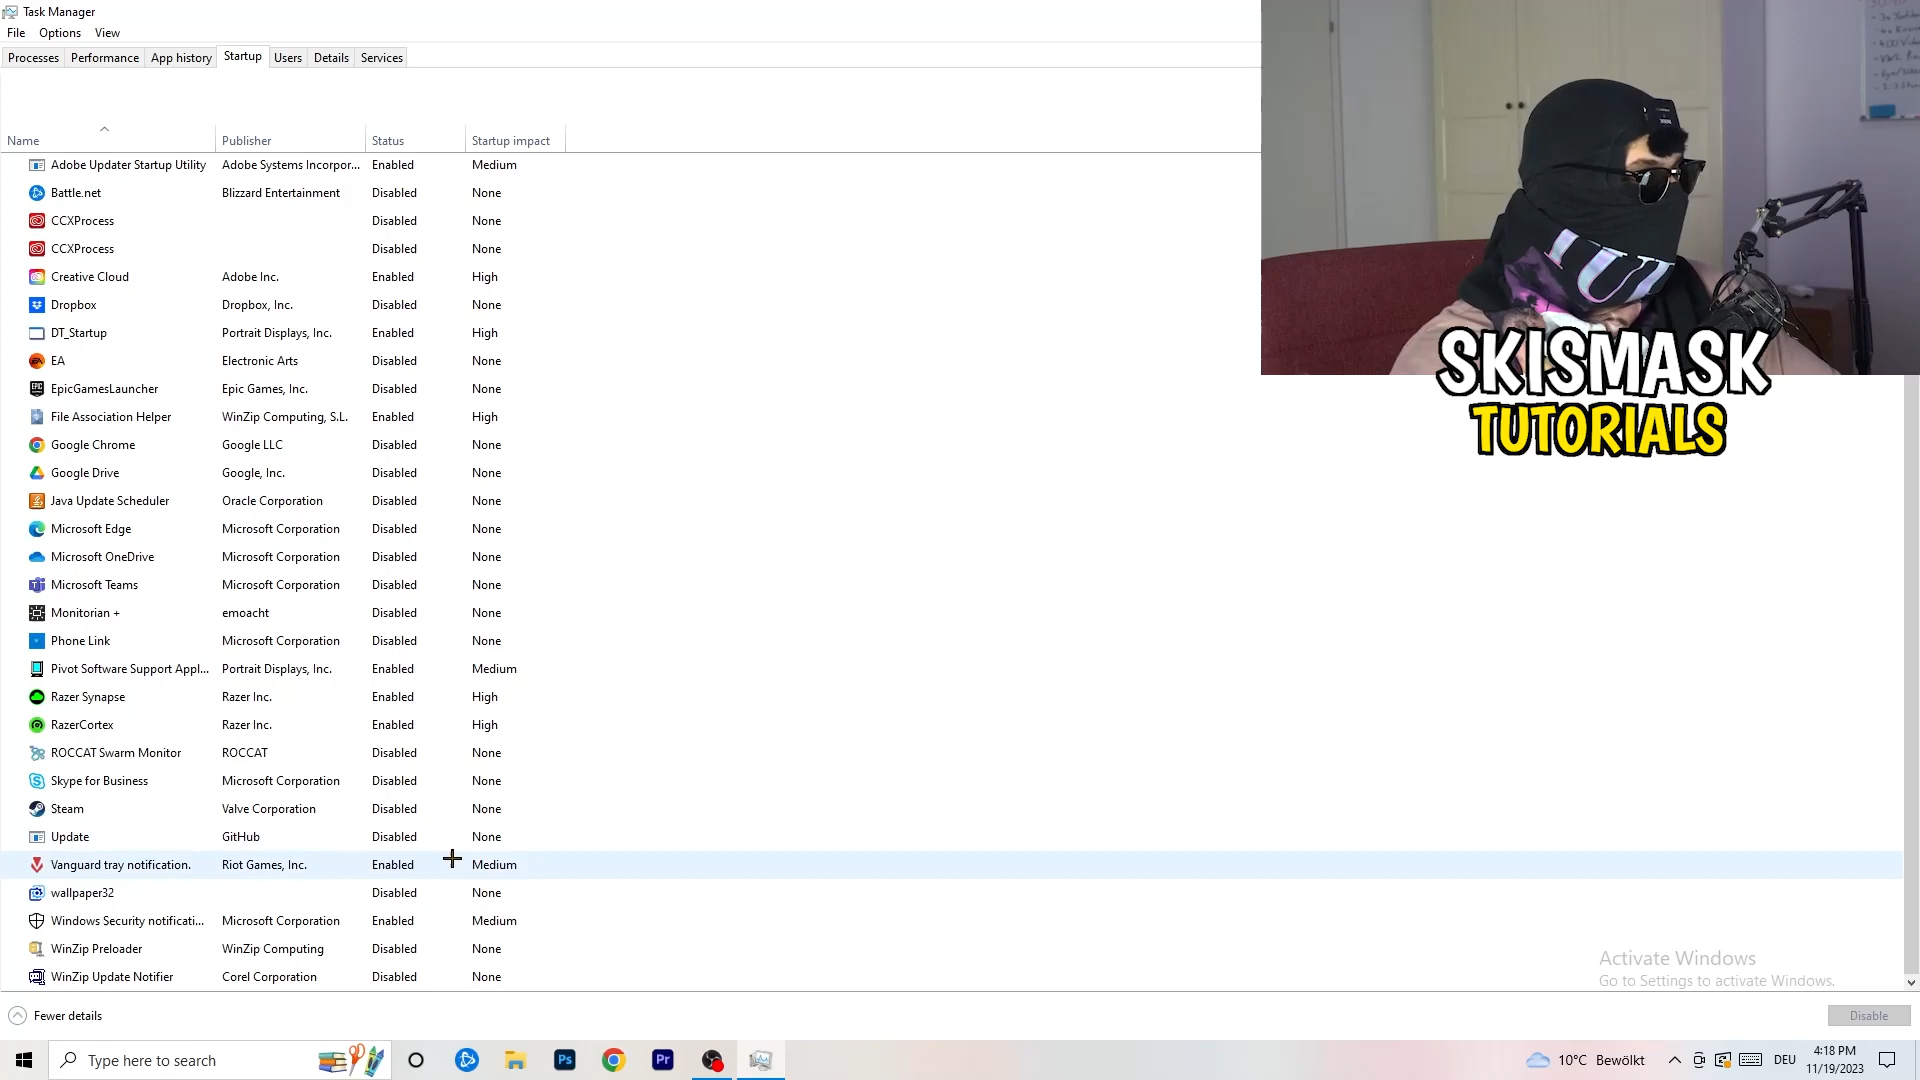 Task Manager
File Options View
Processes Performance App history Startup Users Details Services
Name Publisher Status Startup impact
Adobe Updater Startup Utility Adobe Systems Incorpor... Enabled Medium
Battle.net Blizzard Entertainment Disabled None
CCXProcess Disabled None
CCXProcess Disabled None
Creative Cloud Adobe Inc. Enabled High
Dropbox Dropbox, Inc. Disabled None
DT_Startup Portrait Displays, Inc. Enabled High
EA Electronic Arts Disabled None
EpicGamesLauncher Epic Games, Inc. Disabled None
File Association Helper WinZip Computing, S.L. Enabled High
Google Chrome Google LLC Disabled None
Google Drive Google, Inc. Disabled None
Java Update Scheduler Oracle Corporation Disabled None
Microsoft Edge Microsoft Corporation Disabled None
Microsoft OneDrive Microsoft Corporation Disabled None
Microsoft Teams Microsoft Corporation Disabled None
Monitorian + emoacht Disabled None
Phone Link Microsoft Corporation Disabled None
Pivot Software Support Appl... Portrait Displays, Inc. Enabled Medium
Razer Synapse Razer Inc. Enabled High
RazerCortex Razer Inc. Enabled High
ROCCAT Swarm Monitor ROCCAT Disabled None
Skype for Business Microsoft Corporation Disabled None
Steam Valve Corporation Disabled None
Update GitHub Disabled None
Vanguard tray notification. Riot Games, Inc. Enabled Medium
wallpaper32 Disabled None
Windows Security notificati... Microsoft Corporation Enabled Medium
WinZip Preloader WinZip Computing Disabled None
WinZip Update Notifier Corel Corporation Disabled None
SKISMASK
TUTORIALS
Activate Windows
Go to Settings to activate Windows.
Fewer details Disable
Type here to search Ps Pr 10°C Bewölkt DEU 4:18 PM
11/19/2023